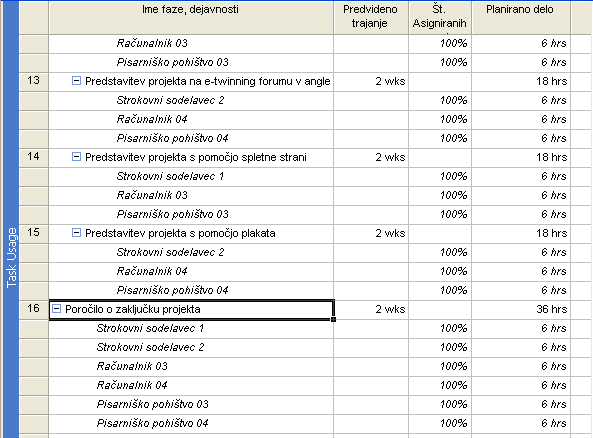 Ime faze, dejavnosti Predvideno trajanje Št. Asigniranih Planirano delo
Računalnik 03 100% 6 hrs
Pisarniško pohištvo 03 100% 6 hrs
13 Predstavitev projekta na e-twinning forumu v angle 2 wks 18 hrs
Strokovni sodelavec 2 100% 6 hrs
Računalnik 04 100% 6 hrs
Pisarniško pohištvo 04 100% 6 hrs
14 Predstavitev projekta s pomočjo spletne strani 2 wks 18 hrs
Strokovni sodelavec 1 100% 6 hrs
Računalnik 03 100% 6 hrs
Pisarniško pohištvo 03 100% 6 hrs
15 Predstavitev projekta s pomočjo plakata 2 wks 18 hrs
Strokovni sodelavec 2 100% 6 hrs
Računalnik 04 100% 6 hrs
Pisarniško pohištvo 04 100% 6 hrs
16 Poročilo o zaključku projekta 2 wks 36 hrs
Strokovni sodelavec 1 100% 6 hrs
Strokovni sodelavec 2 100% 6 hrs
Računalnik 03 100% 6 hrs
Računalnik 04 100% 6 hrs
Pisarniško pohištvo 03 100% 6 hrs
Pisarniško pohištvo 04 100% 6 hrs
Task Usage